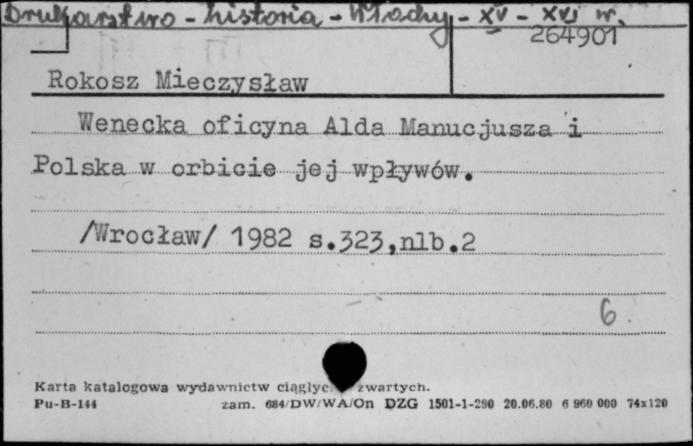 Drukarstwo - historia - Włochy - XV - XVI w.
264901
Rokosz Mieczysław
Wenecka oficyna Alda Manucjusza i
Polska w orbicie jej wpływów.
/Wrocław/ 1982 s.323,nlb.2
6
Karta katalogowa wydawnictw ciągłyc zwartych.
Pu-B-144 zam. 684/DW/WA/On DZG 1501-1-290 20.06.80 6 960 000 74x120